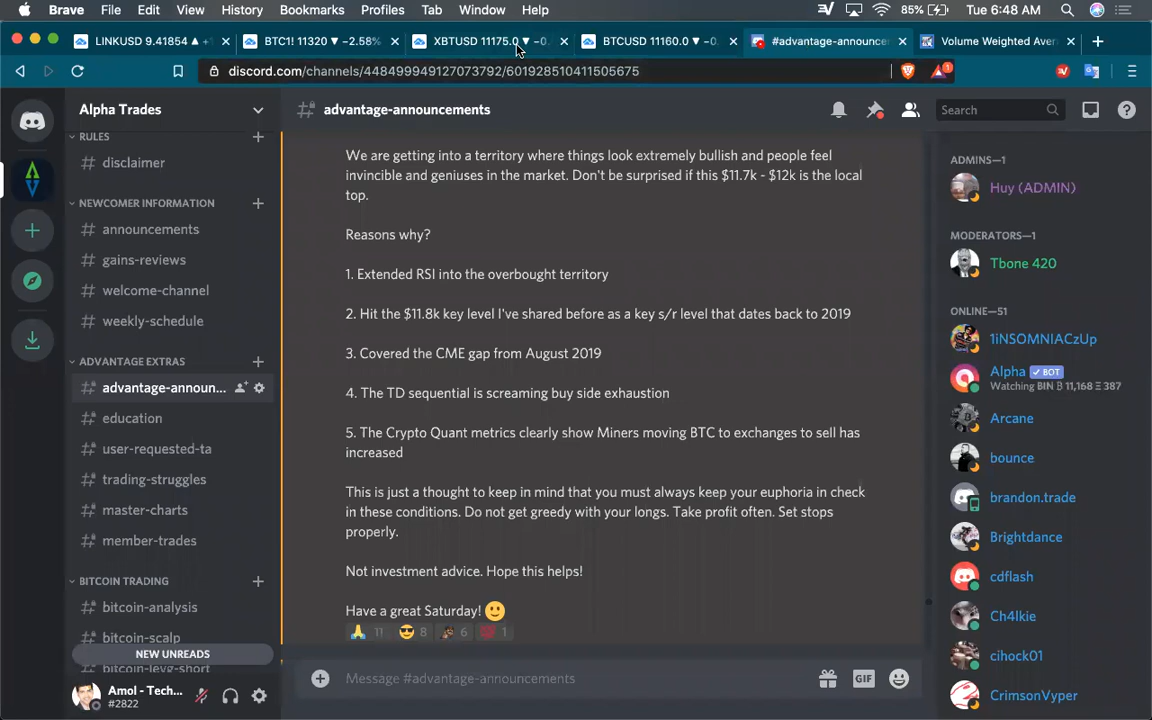 Brave File Edit View History Bookmarks Profiles Tab Window Help 85% Tue 6:48 AM
LINKUSD 9.41854 ▲ +1 BTC1! 11320 ▼ −2.58% XBTUSD 11175.0 ▼ −0. BTCUSD 11160.0 ▼ −0. #advantage-announce Volume Weighted Aver
discord.com/channels/448499949127073792/601928510411505675 1
Alpha Trades
RULES
disclaimer
NEWCOMER INFORMATION
announcements
gains-reviews
welcome-channel
weekly-schedule
ADVANTAGE EXTRAS
advantage-announ...
education
user-requested-ta
trading-struggles
master-charts
member-trades
BITCOIN TRADING
bitcoin-analysis
bitcoin-scalp
NEW UNREADS
bitcoin-levg-short
Amol - Tech...
#2822
advantage-announcements
Search
We are getting into a territory where things look extremely bullish and people feel
invincible and geniuses in the market. Don't be surprised if this $11.7k - $12k is the local
top.
Reasons why?
1. Extended RSI into the overbought territory
2. Hit the $11.8k key level I've shared before as a key s/r level that dates back to 2019
3. Covered the CME gap from August 2019
4. The TD sequential is screaming buy side exhaustion
5. The Crypto Quant metrics clearly show Miners moving BTC to exchanges to sell has
increased
This is just a thought to keep in mind that you must always keep your euphoria in check
in these conditions. Do not get greedy with your longs. Take profit often. Set stops
properly.
Not investment advice. Hope this helps!
Have a great Saturday! 🙂
🙏 11 😎 8 🎉 6 💯 1
Message #advantage-announcements
GIF
ADMINS—1
Huy (ADMIN)
MODERATORS—1
Tbone 420
ONLINE—51
1iNSOMNIACzUp
Alpha BOT
Watching BIN ₿ 11,168 Ξ 387
Arcane
bounce
brandon.trade
Brightdance
cdflash
Ch4lkie
cihock01
CrimsonVyper